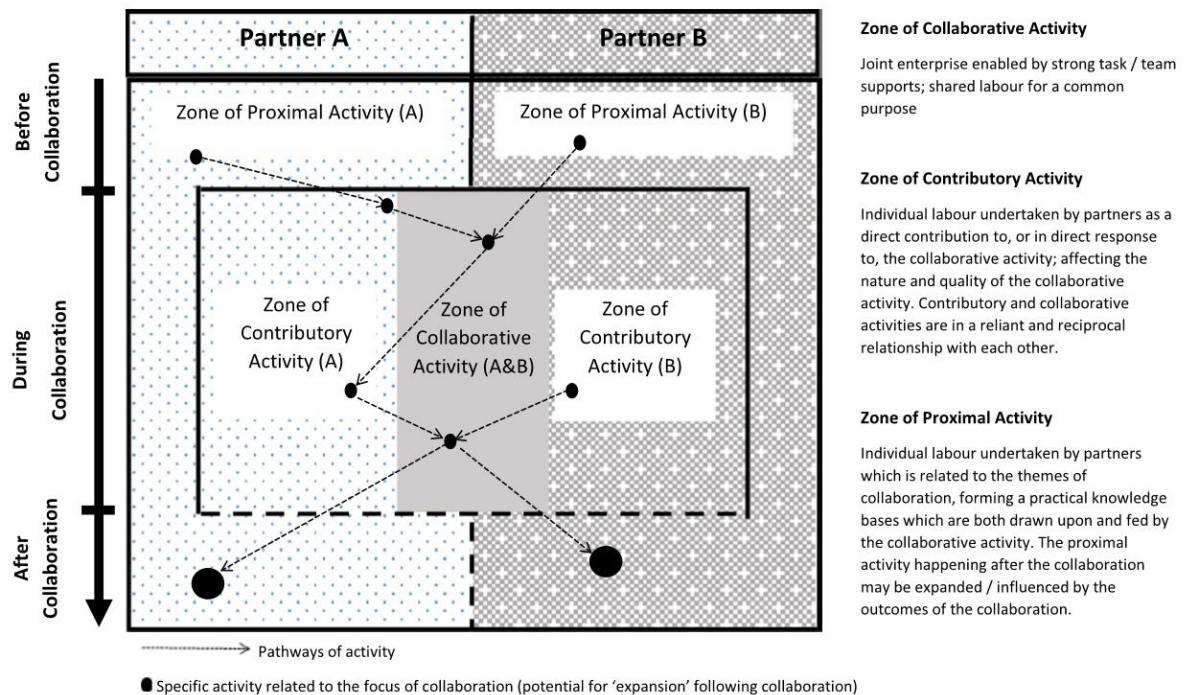 Partner A
Partner B
Before
Collaboration
During
Collaboration
After
Collaboration
Zone of Proximal Activity (A)
Zone of Proximal Activity (B)
Zone of
Contributory
Activity (A)
Zone of
Collaborative
Activity (A&B)
Zone of
Contributory
Activity (B)
Pathways of activity
Specific activity related to the focus of collaboration (potential for ‘expansion’ following collaboration)
Zone of Collaborative Activity
Joint enterprise enabled by strong task / team
supports; shared labour for a common
purpose
Zone of Contributory Activity
Individual labour undertaken by partners as a
direct contribution to, or in direct response
to, the collaborative activity; affecting the
nature and quality of the collaborative
activity. Contributory and collaborative
activities are in a reliant and reciprocal
relationship with each other.
Zone of Proximal Activity
Individual labour undertaken by partners
which is related to the themes of
collaboration, forming a practical knowledge
bases which are both drawn upon and fed by
the collaborative activity. The proximal
activity happening after the collaboration
may be expanded / influenced by the
outcomes of the collaboration.